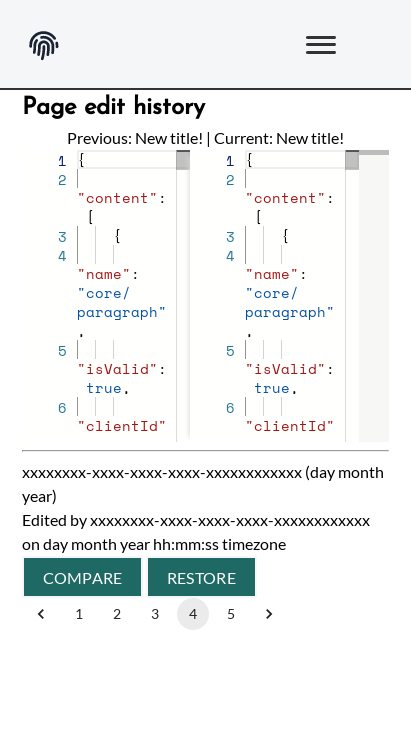 Page edit history
Previous: New title! | Current: New title!
1 {
2
"content":
[
3 {
4
"name":
"core/
paragraph"
,
5
"isValid":
true,
6
"clientId"
1 {
2
"content":
[
3 {
4
"name":
"core/
paragraph"
,
5
"isValid":
true,
6
"clientId"
xxxxxxxx-xxxx-xxxx-xxxx-xxxxxxxxxxxx (day month
year)
Edited by xxxxxxxx-xxxx-xxxx-xxxx-xxxxxxxxxxxx
on day month year hh:mm:ss timezone
COMPARE RESTORE
1 2 3 4 5